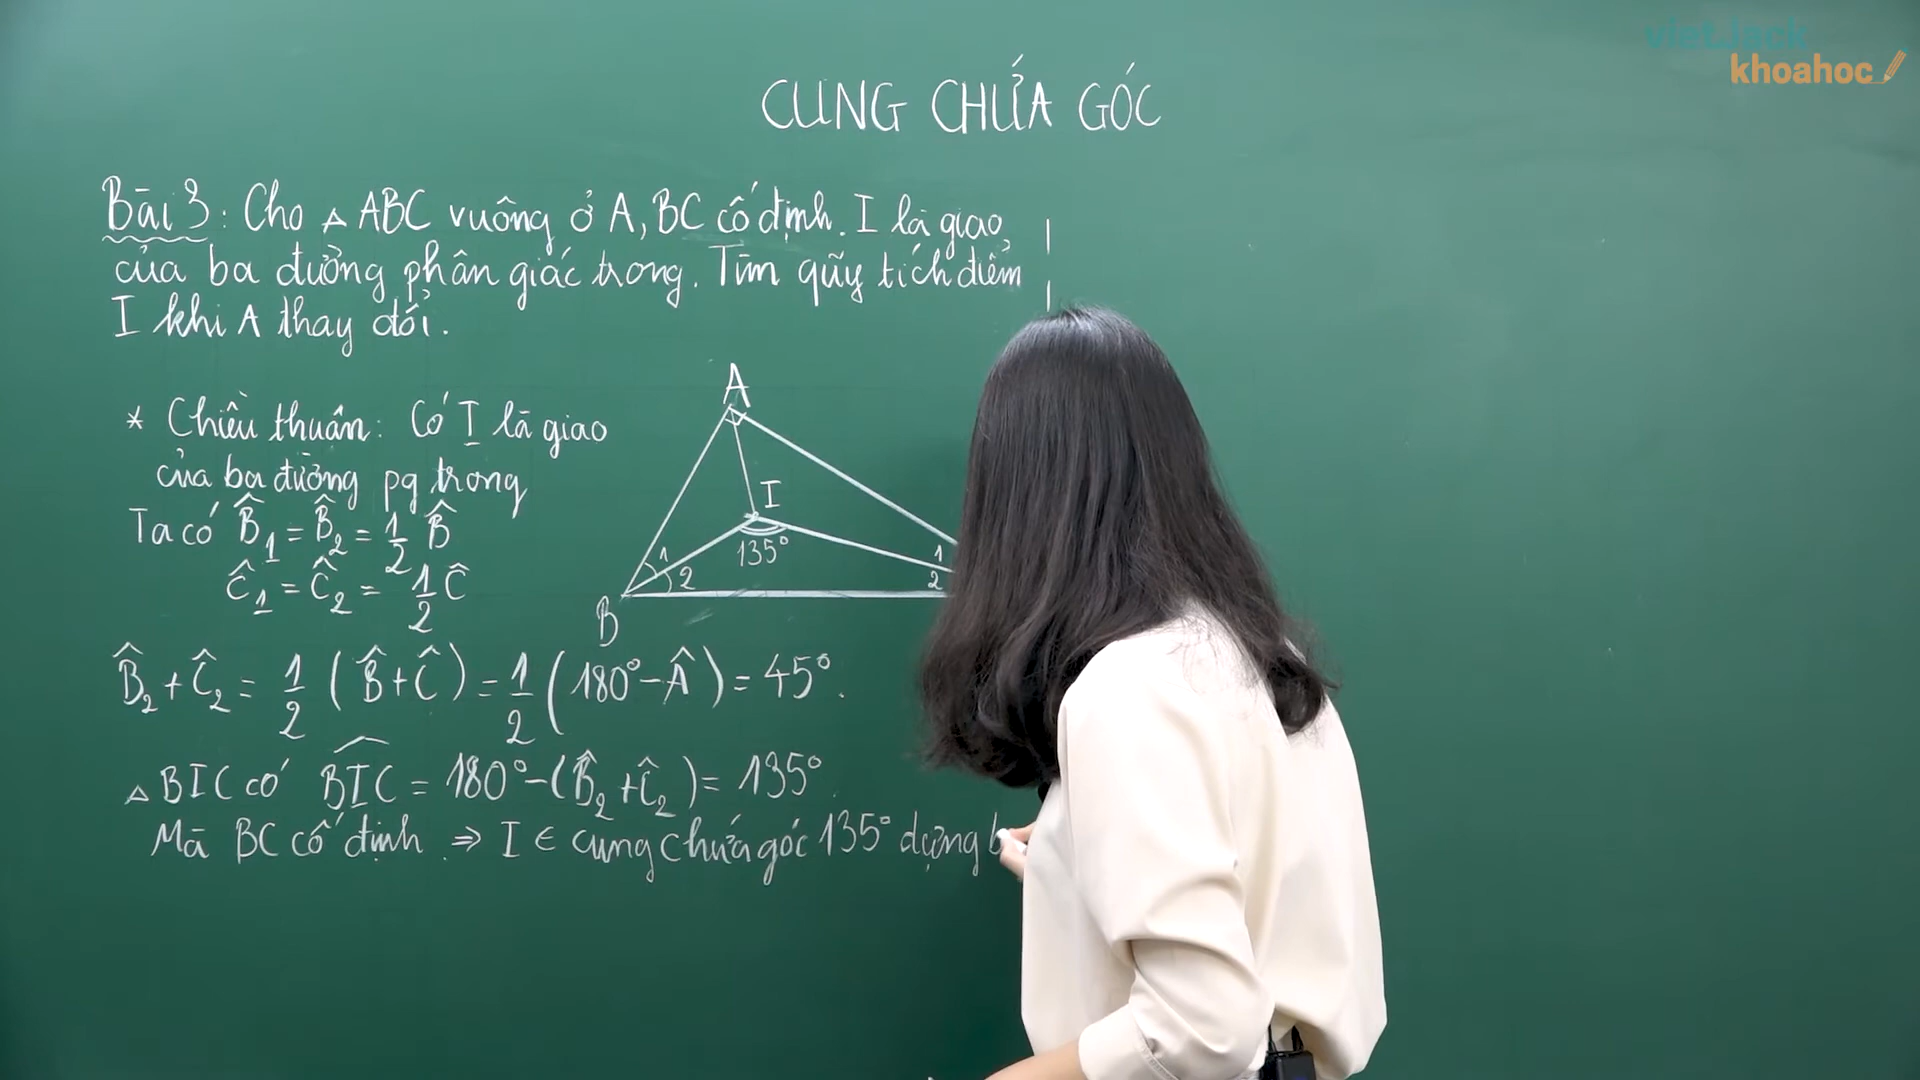 vietJack
khoahoc
CUNG CHỨA GÓC
Bài 3: Cho △ ABC vuông ở A, BC cố định. I là giao
của ba đường phân giác trong. Tìm qũy tích điểm
I khi A thay đổi.
* Chiều thuận: Có I là giao
của ba đường pg trong
Ta có B̂₁ = B̂₂ = 1/2 B̂
Ĉ₁ = Ĉ₂ = 1/2 Ĉ
A
I
135°
1
2
1
2
B
B̂₂ + Ĉ₂ = 1/2 (B̂ + Ĉ) = 1/2 (180° - Â) = 45°.
△ BIC có BIC^ = 180° - (B̂₂ + Ĉ₂) = 135°.
Mà BC cố định ⇒ I ∈ cung chứa góc 135° dựng